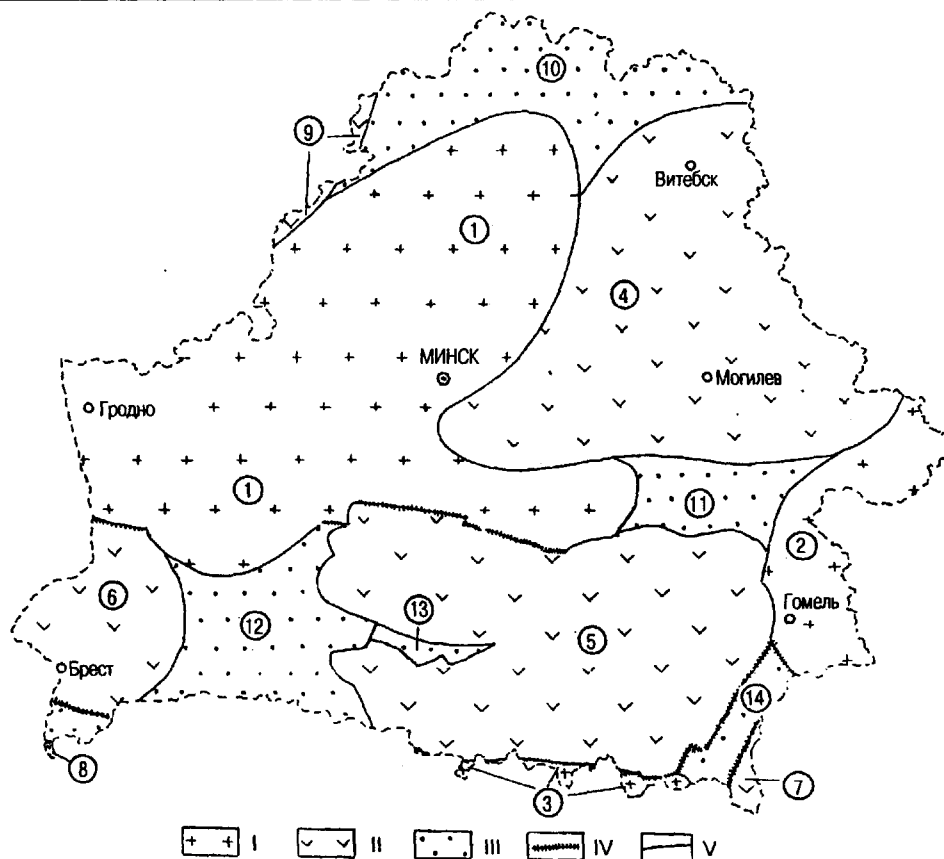 10
9
Витебск
1
4
МИНСК
Могилев
Гродно
1
11
2
6
13
Гомель
12
5
Брест
14
8
3
7
I II III IV V